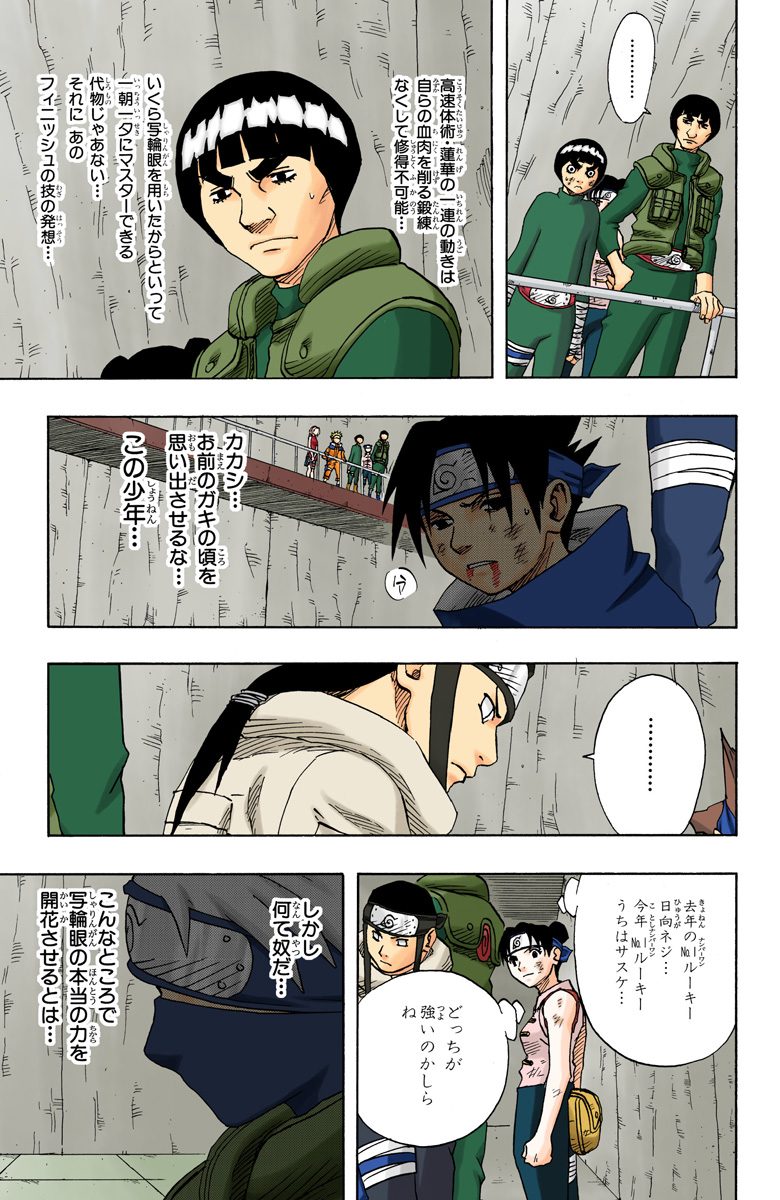 ………
高速体術・蓮華の一連の動きは
自らの血肉を削る鍛練
なくして修得不可能…
いくら写輪眼を用いたからといって
一朝一夕にマスターできる
代物じゃあない…
それに あの
フィニッシュの技の発想…
カカシ…
お前のガキの頃を
思い出させるな…
この少年…
………
去年の№1ルーキー
日向ネジ…
今年№1ルーキー
うちはサスケ…
どっちが
強いのかしら
ね
しかし
何て奴だ…
こんなところで
写輪眼の本当の力を
開花させるとは…